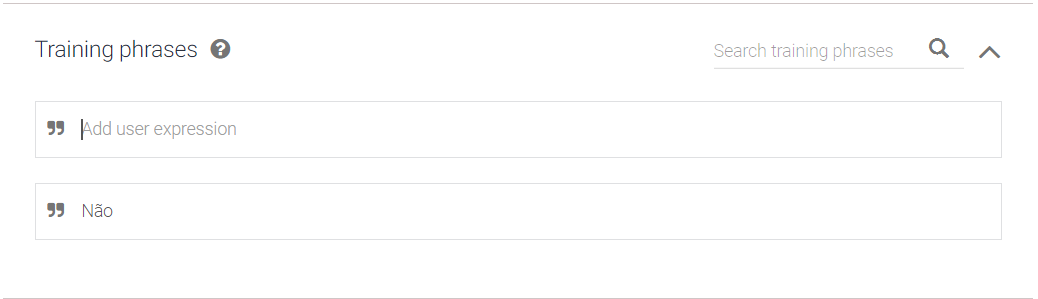 Training phrases ?
Search training phrases
Add user expression
Não